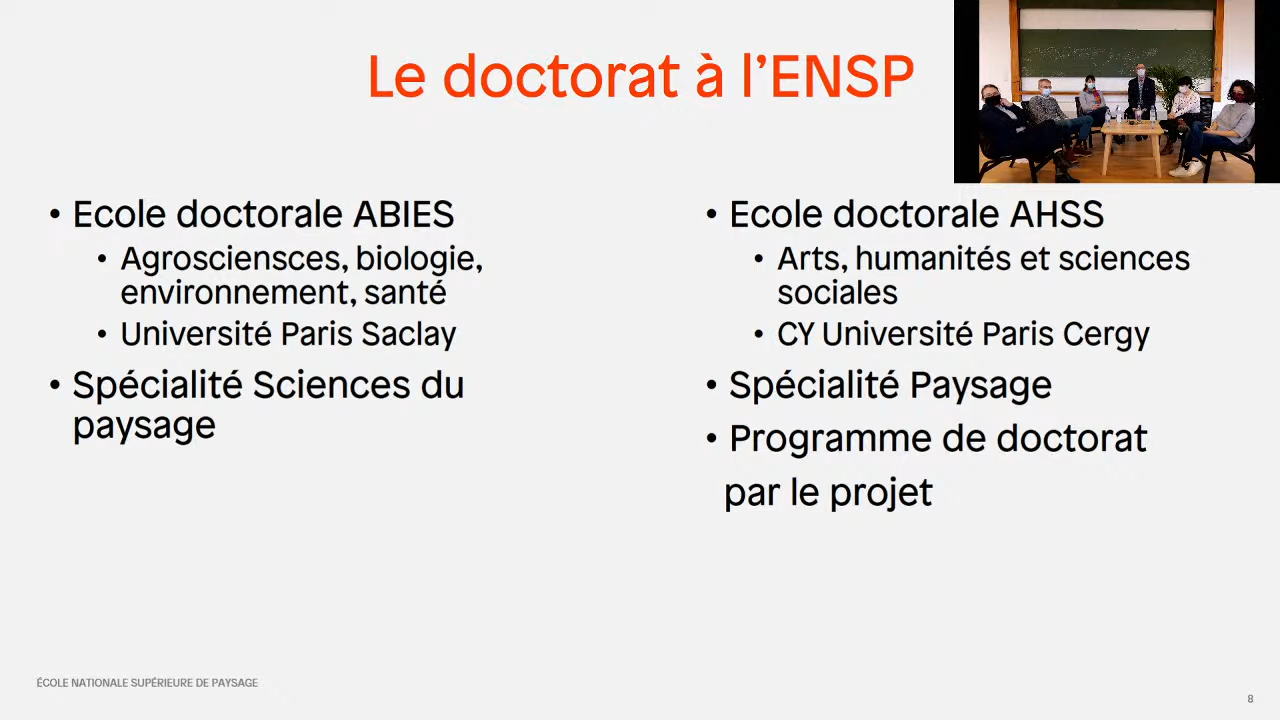 Le doctorat à l’ENSP
• Ecole doctorale ABIES
• Agrosciensces, biologie,
environnement, santé
• Université Paris Saclay
• Spécialité Sciences du
paysage
• Ecole doctorale AHSS
• Arts, humanités et sciences
sociales
• CY Université Paris Cergy
• Spécialité Paysage
• Programme de doctorat
par le projet
ÉCOLE NATIONALE SUPÉRIEURE DE PAYSAGE
8